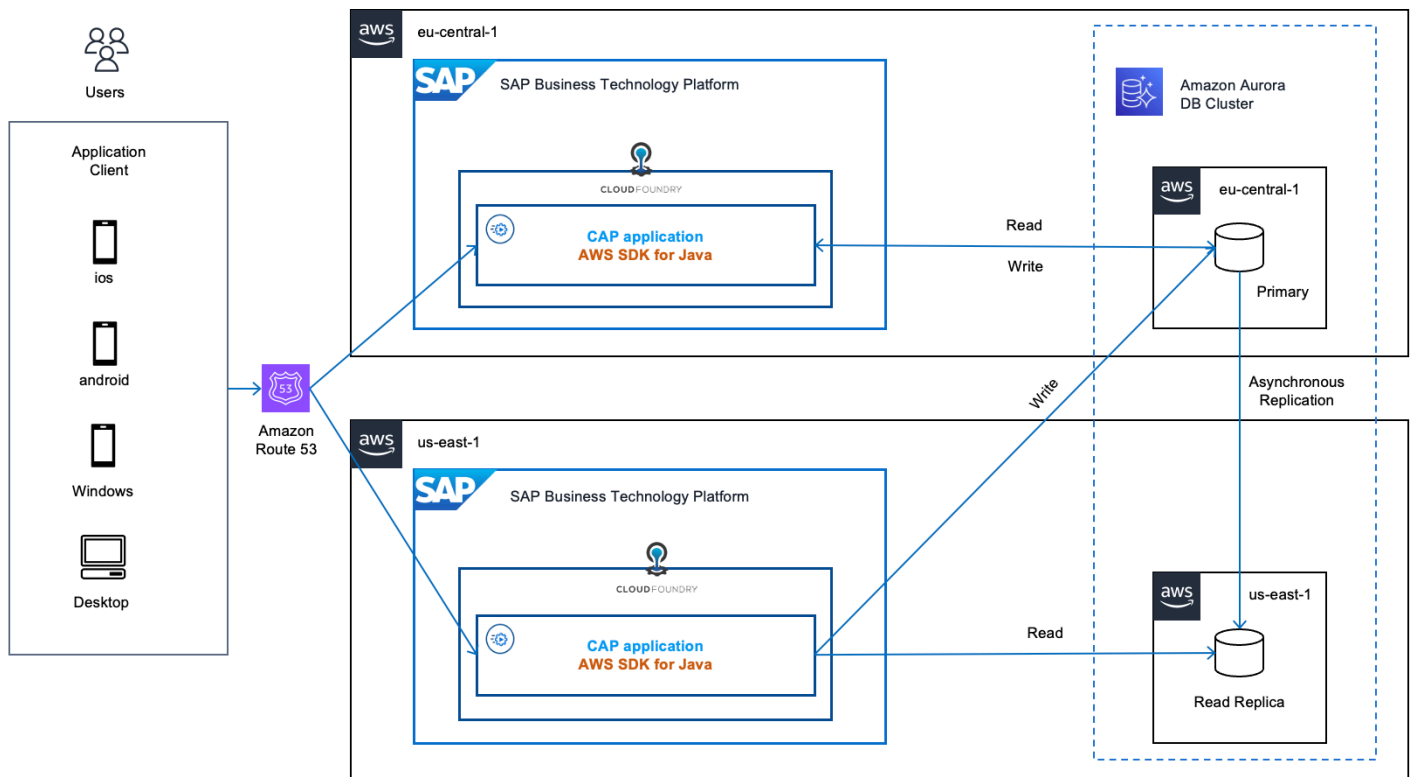 Users
Application
Client
ios
android
Windows
Desktop
53
Amazon
Route 53
aws
eu-central-1
SAP
SAP Business Technology Platform
CLOUDFOUNDRY
CAP application
AWS SDK for Java
Read
Write
Amazon Aurora
DB Cluster
aws
eu-central-1
Primary
Write
Asynchronous
Replication
aws
us-east-1
SAP
SAP Business Technology Platform
CLOUDFOUNDRY
CAP application
AWS SDK for Java
Read
aws
us-east-1
Read Replica